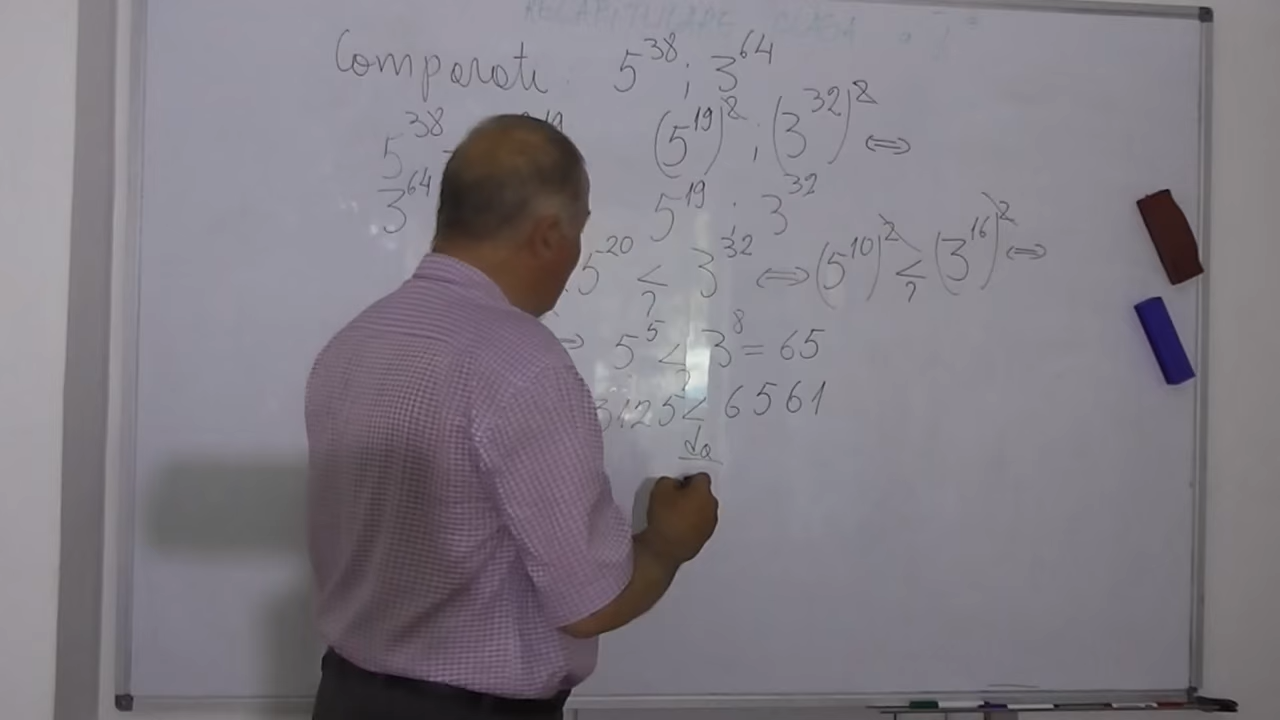 RECAPITULARE
Comparati 5^38 ; 3^64
5^38 (5^19)^2 ; (3^32)^2 ⇔
3^64 5^19 ; 3^32
5^20 <? 3^32 ⇔ (5^10)^2 <? (3^16)^2 ⇔
5^5 <? 3^8 = 65
3125 < 6561
da